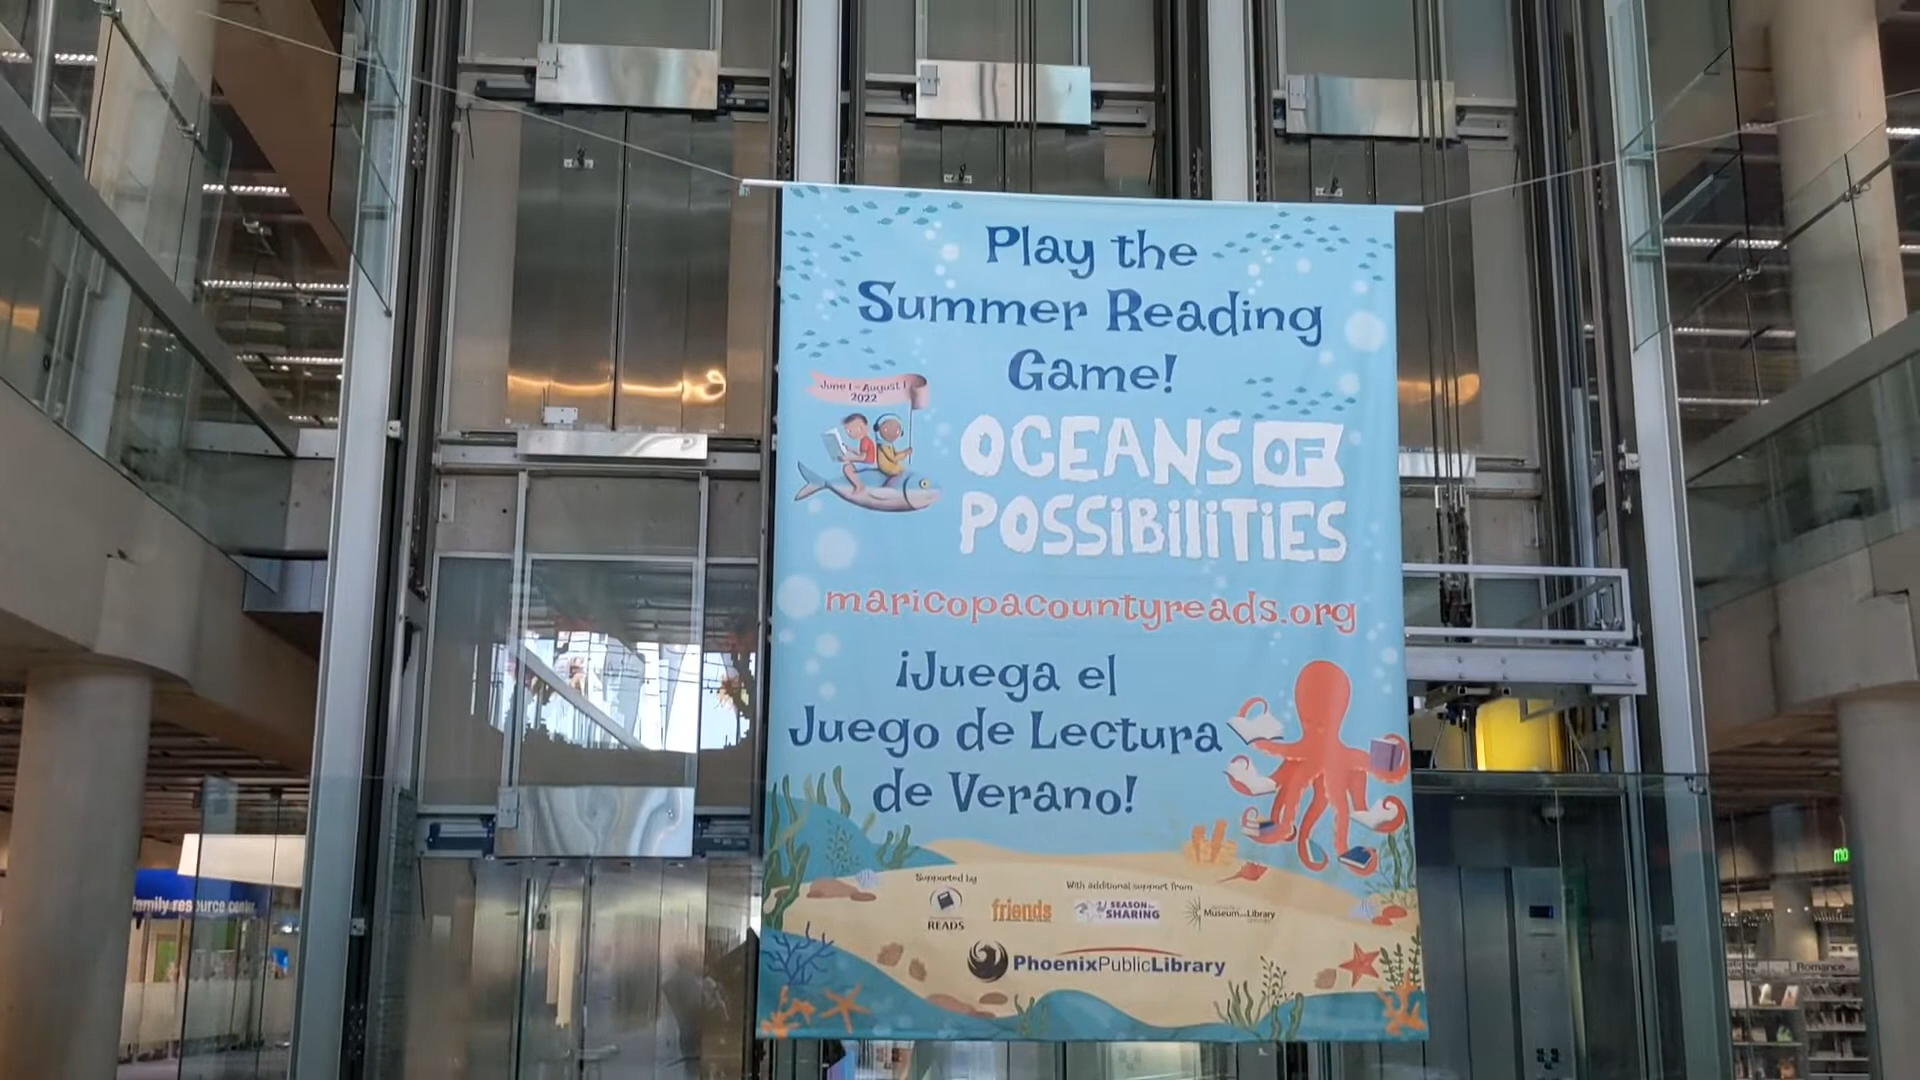 Play the
Summer Reading
Game!
June 1 - August 1
2022
OCEANS OF
POSSiBiliTiES
maricopacountyreads.org
¡Juega el
Juego de Lectura
de Verano!
Supported by
READS
friends
With additional support from
SEASON
SHARING
Museum and Library
PhoenixPublicLibrary
family resource center
Romance